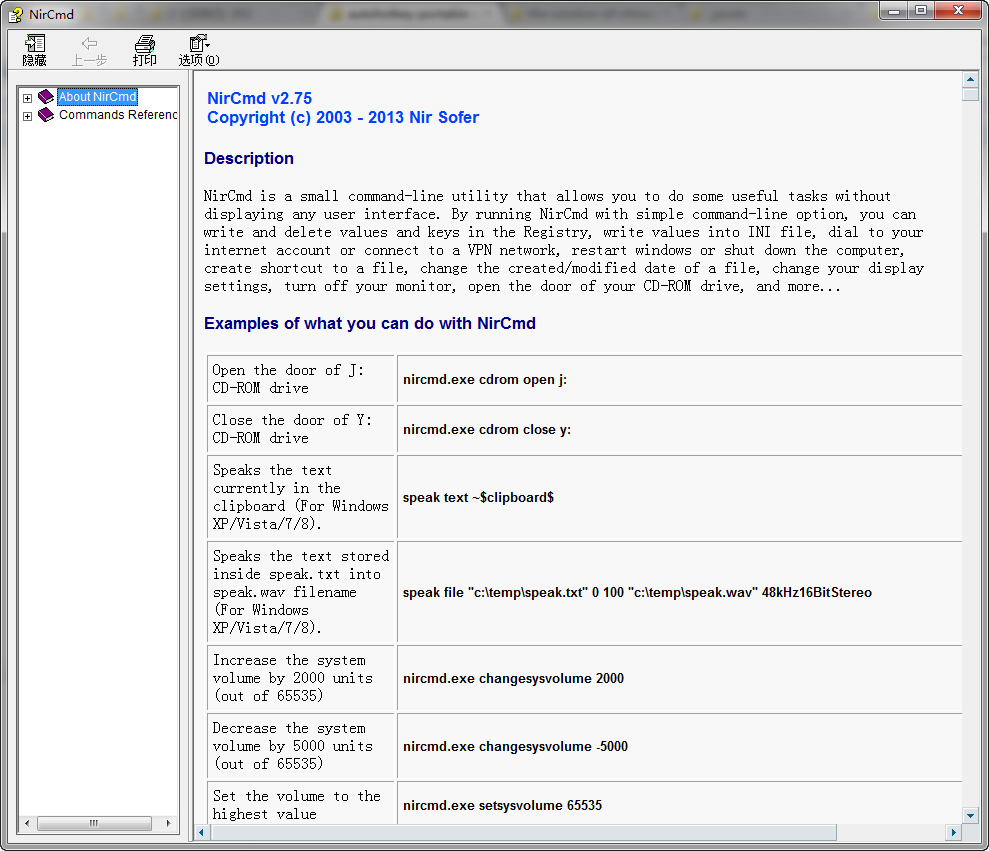 NirCmd
隐藏
上一步
打印
选项(O)
About NirCmd
Commands Referenc
NirCmd v2.75
Copyright (c) 2003 - 2013 Nir Sofer
Description
NirCmd is a small command-line utility that allows you to do some useful tasks without
displaying any user interface. By running NirCmd with simple command-line option, you can
write and delete values and keys in the Registry, write values into INI file, dial to your
internet account or connect to a VPN network, restart windows or shut down the computer,
create shortcut to a file, change the created/modified date of a file, change your display
settings, turn off your monitor, open the door of your CD-ROM drive, and more...
Examples of what you can do with NirCmd
Open the door of J:
CD-ROM drive
nircmd.exe cdrom open j:
Close the door of Y:
CD-ROM drive
nircmd.exe cdrom close y:
Speaks the text
currently in the
clipboard (For Windows
XP/Vista/7/8).
speak text ~$clipboard$
Speaks the text stored
inside speak.txt into
speak.wav filename
(For Windows
XP/Vista/7/8).
speak file "c:\temp\speak.txt" 0 100 "c:\temp\speak.wav" 48kHz16BitStereo
Increase the system
volume by 2000 units
(out of 65535)
nircmd.exe changesysvolume 2000
Decrease the system
volume by 5000 units
(out of 65535)
nircmd.exe changesysvolume -5000
Set the volume to the
highest value
nircmd.exe setsysvolume 65535